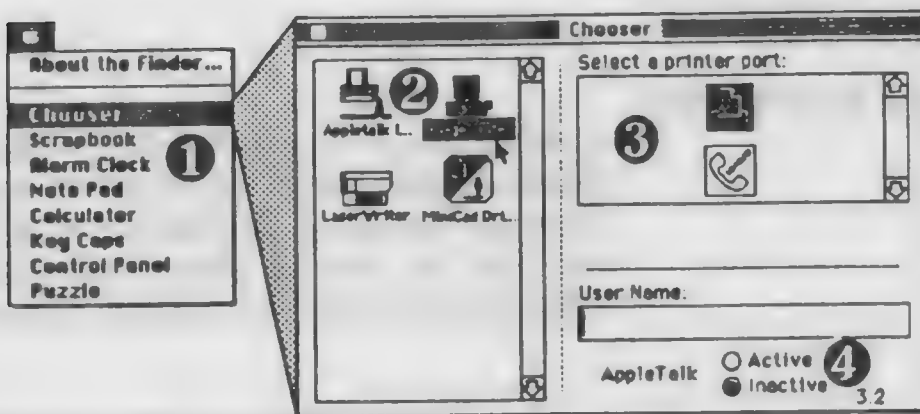 About the Finder...
Chooser
Scrapbook
Alarm Clock
Note Pad
Calculator
Key Caps
Control Panel
Puzzle
1
Chooser
2
Appletalk I...
LaserWriter
MiniCad Dri...
Select a printer port:
3
User Name:
AppleTalk
Active
Inactive
4
3.2